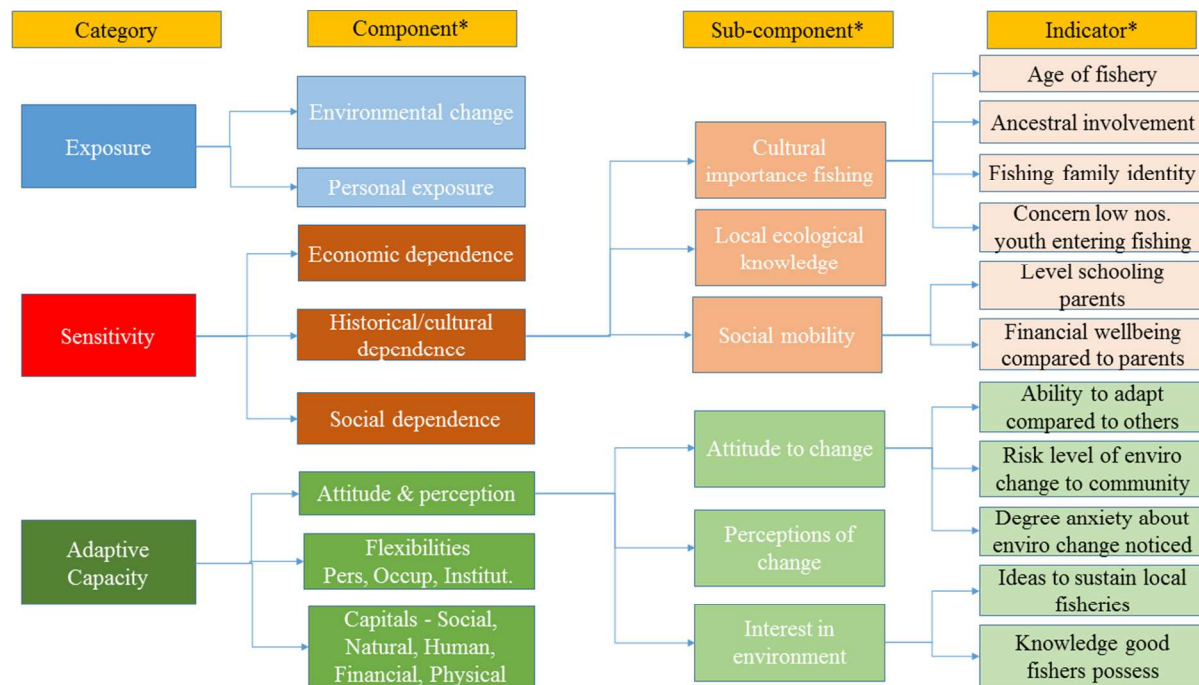 Category
Component*
Sub-component*
Indicator*
Exposure
Environmental change
Personal exposure
Sensitivity
Economic dependence
Historical/cultural
dependence
Social dependence
Adaptive
Capacity
Attitude & perception
Flexibilities
Pers, Occup, Institut.
Capitals - Social,
Natural, Human,
Financial, Physical
Cultural
importance fishing
Local ecological
knowledge
Social mobility
Attitude to change
Perceptions of
change
Interest in
environment
Age of fishery
Ancestral involvement
Fishing family identity
Concern low nos.
youth entering fishing
Level schooling
parents
Financial wellbeing
compared to parents
Ability to adapt
compared to others
Risk level of enviro
change to community
Degree anxiety about
enviro change noticed
Ideas to sustain local
fisheries
Knowledge good
fishers possess